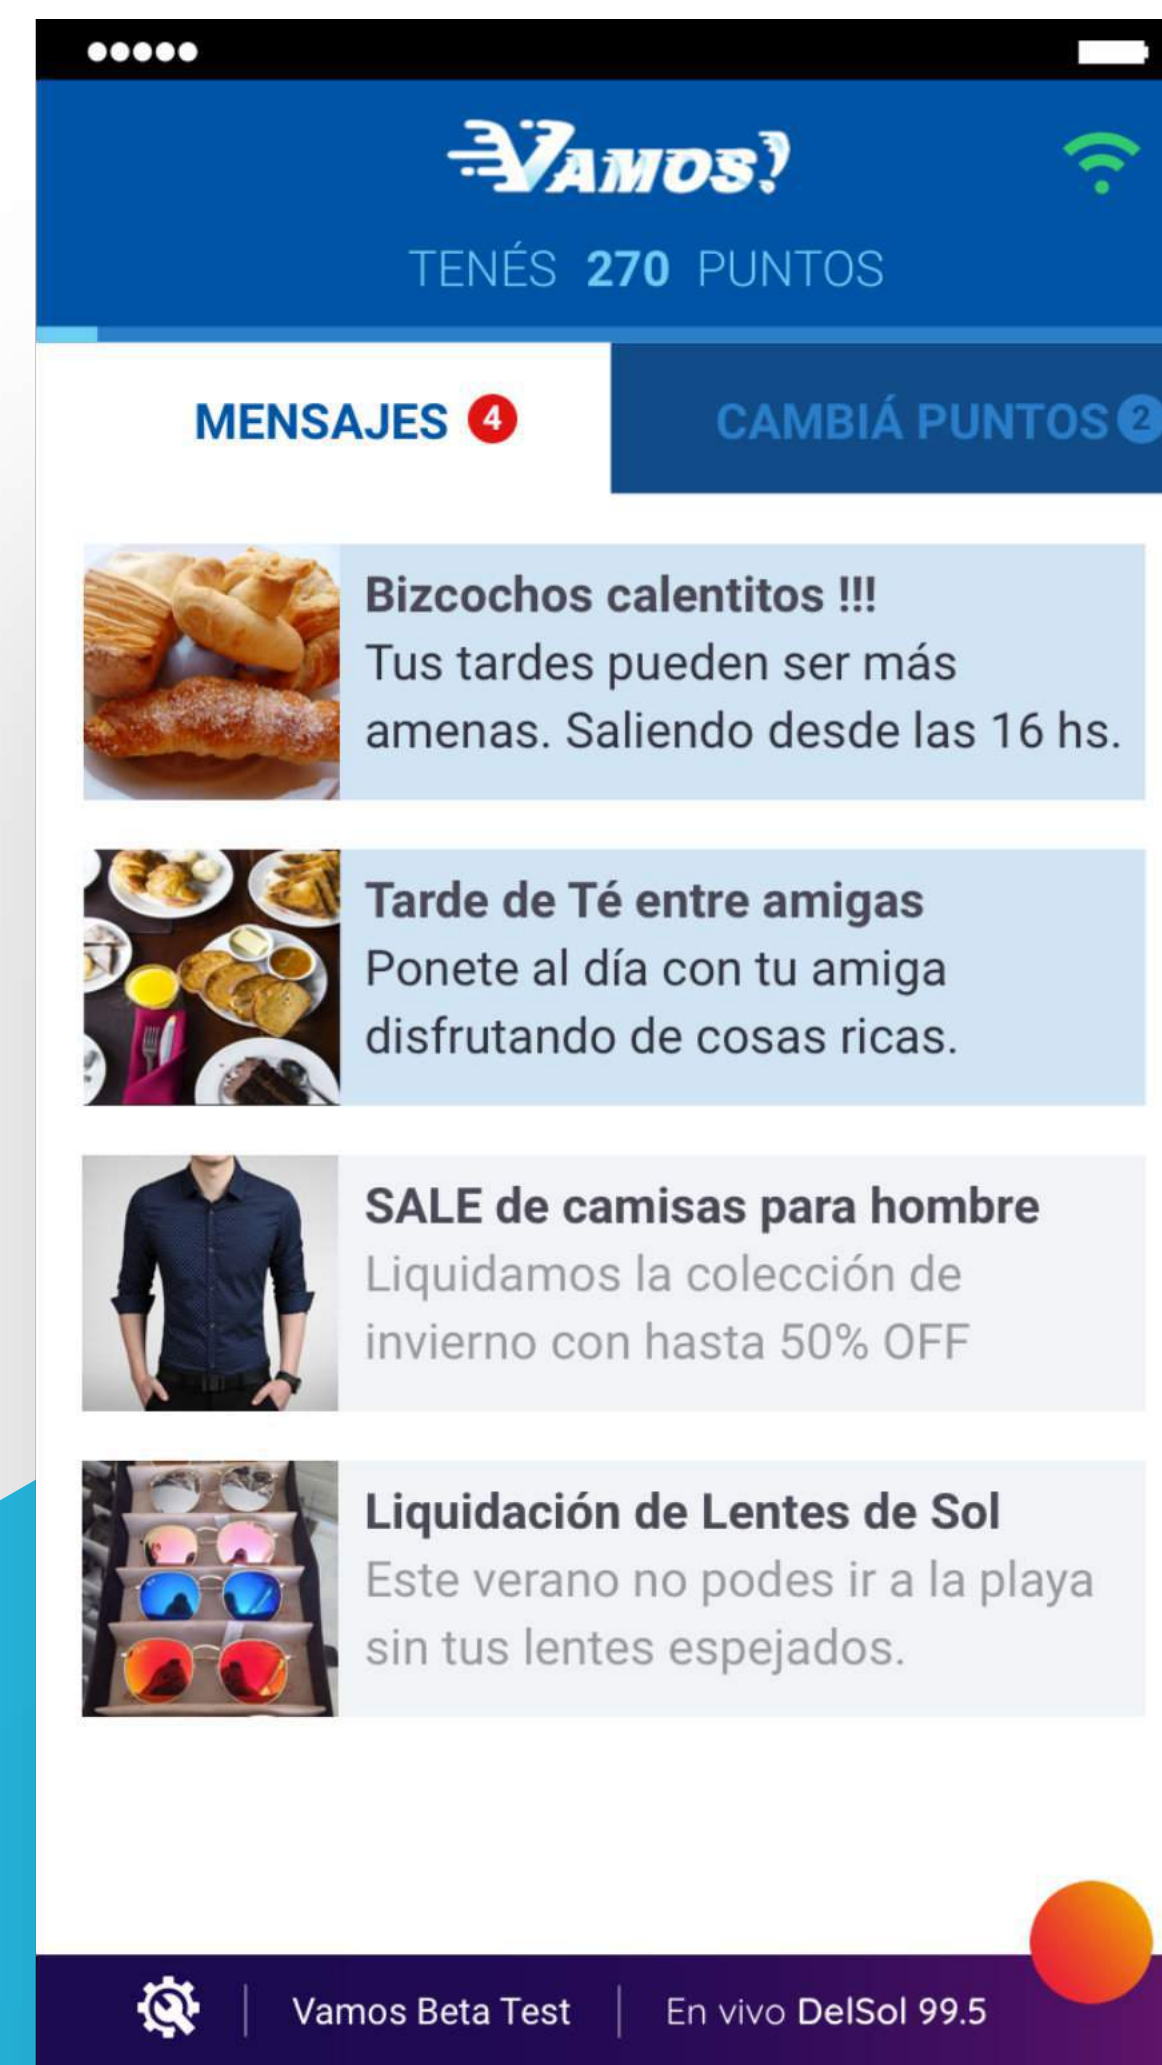 VAMOS?
TENÉS 270 PUNTOS
MENSAJES 4
CAMBIÁ PUNTOS 2
Bizcochos calentitos !!!
Tus tardes pueden ser más
amenas. Saliendo desde las 16 hs.
Tarde de Té entre amigas
Ponete al día con tu amiga
disfrutando de cosas ricas.
SALE de camisas para hombre
Liquidamos la colección de
invierno con hasta 50% OFF
Liquidación de Lentes de Sol
Este verano no podes ir a la playa
sin tus lentes espejados.
Vamos Beta Test
En vivo DelSol 99.5